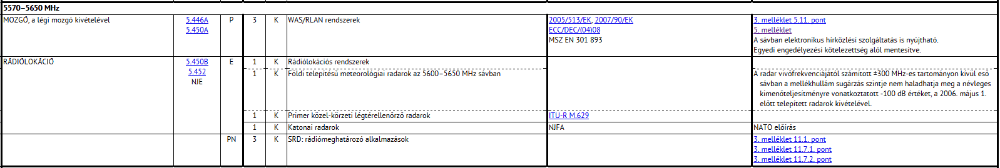 5570–5650 MHz
MOZGÓ, a légi mozgó kivételével 5.446A P 3 K WAS/RLAN rendszerek 2005/513/EK, 2007/90/EK 3. melléklet 5.11. pont
5.450A ECC/DEC/(04)08 5. melléklet
MSZ EN 301 893 A sávban elektronikus hírközlési szolgáltatás is nyújtható.
Egyedi engedélyezési kötelezettség alól mentesítve.
RÁDIÓLOKÁCIÓ 5.450B E 1 K Rádiólokációs rendszerek
5.452 1 K Földi telepítésű meteorológiai radarok az 5600–5650 MHz sávban A radar vivőfrekvenciájától számított ±300 MHz-es tartományon kívül eső
NJE sávban a mellékhullám sugárzás szintje nem haladhatja meg a névleges
kimenőteljesítményre vonatkoztatott -100 dB értéket, a 2006. május 1.
előtt telepített radarok kivételével.
1 K Primer közel-körzeti légtérellenőrző radarok ITU-R M.629
1 K Katonai radarok NJFA NATO előírás
PN 3 K SRD: rádiómeghatározó alkalmazások 3. melléklet 11.1. pont
3. melléklet 11.7.1. pont
3. melléklet 11.7.2. pont